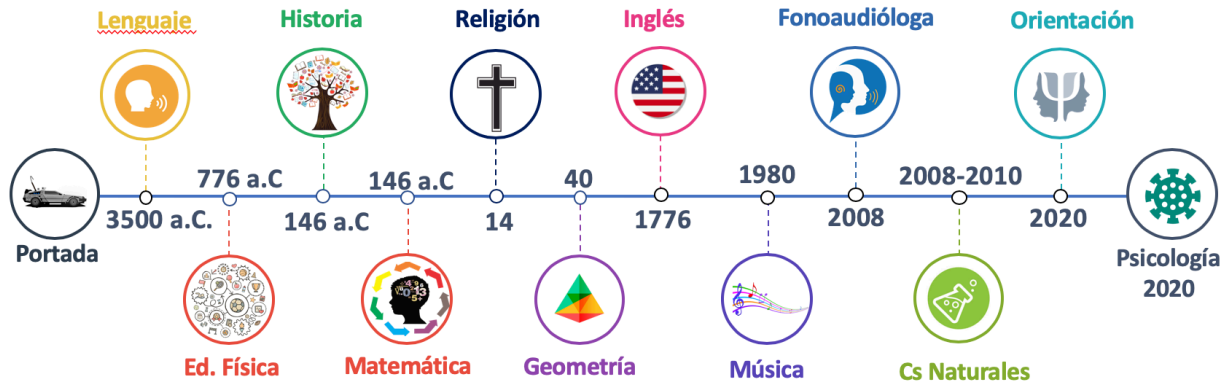 Lenguaje
Historia
Religión
Inglés
Fonoaudióloga
Orientación
776 a.C
146 a.C
40
1980
2008-2010
3500 a.C.
146 a.C
14
1776
2008
2020
Portada
Psicología
2020
Ed. Física
Matemática
Geometría
Música
Cs Naturales